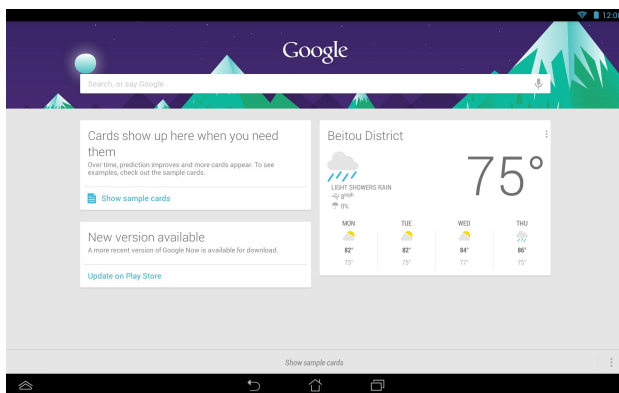 12:00
Google
Search, or say Google
Cards show up here when you need
them
Over time, prediction improves and more cards appear. To see
examples, check out the sample cards.
Show sample cards
New version available
A more recent version of Google Now is available for download.
Update on Play Store
Beitou District
75°
LIGHT SHOWERS RAIN
8mph
0%
MON TUE WED THU
82° 82° 84° 86°
73° 75° 77° 75°
Show sample cards